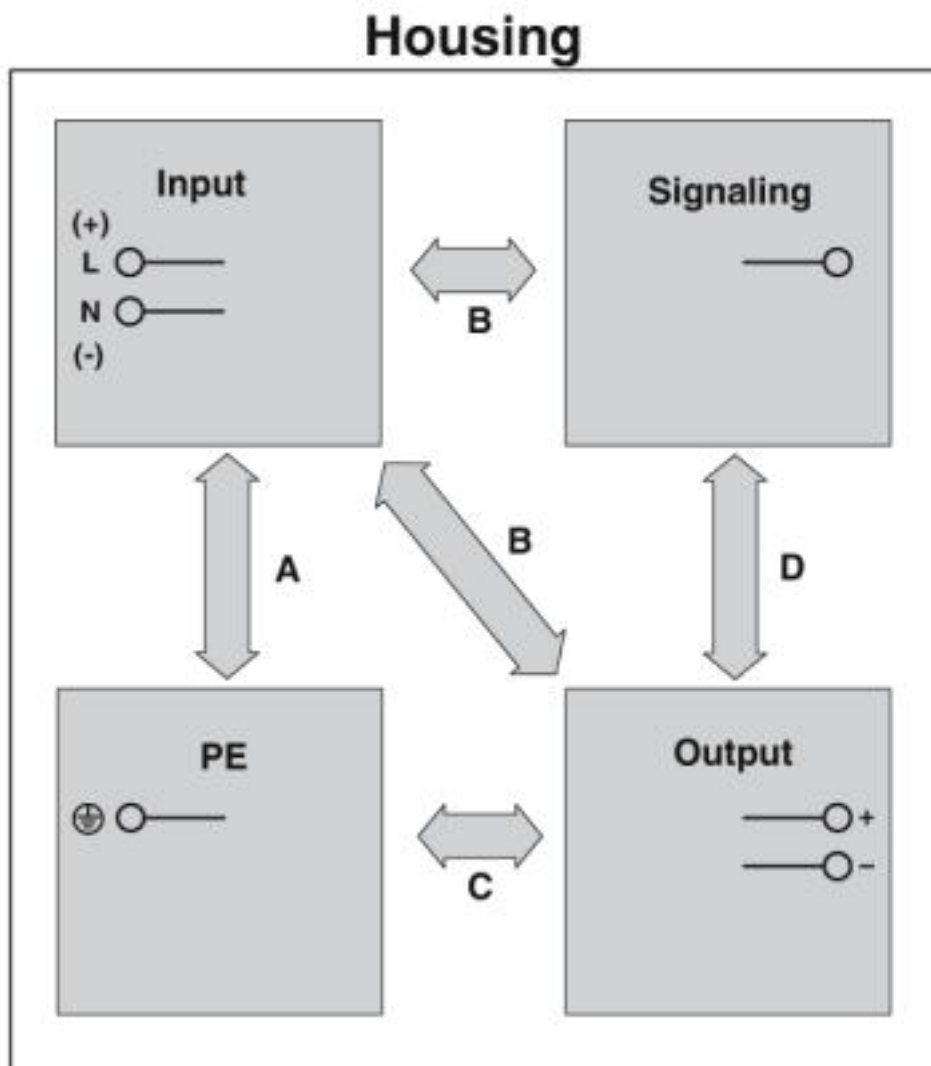 Housing
Input
(+)
L
N
(-)
Signaling
B
A
B
D
PE
C
Output
+
–